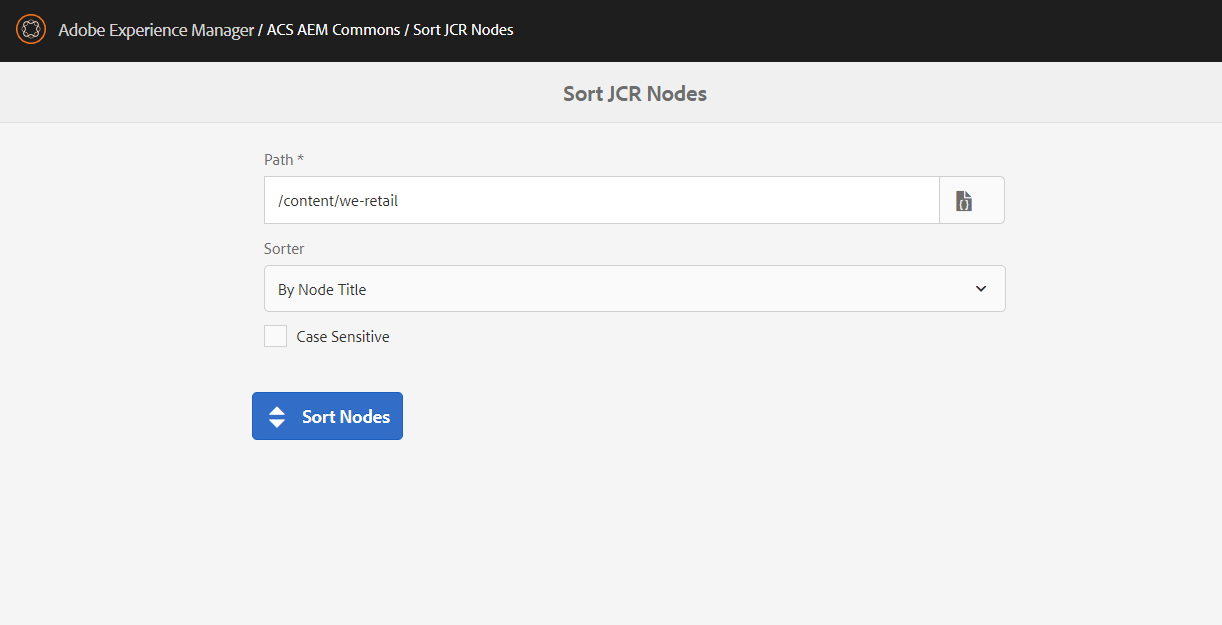 Adobe Experience Manager / ACS AEM Commons / Sort JCR Nodes
Sort JCR Nodes
Path *
/content/we-retail
Sorter
By Node Title
Case Sensitive
Sort Nodes